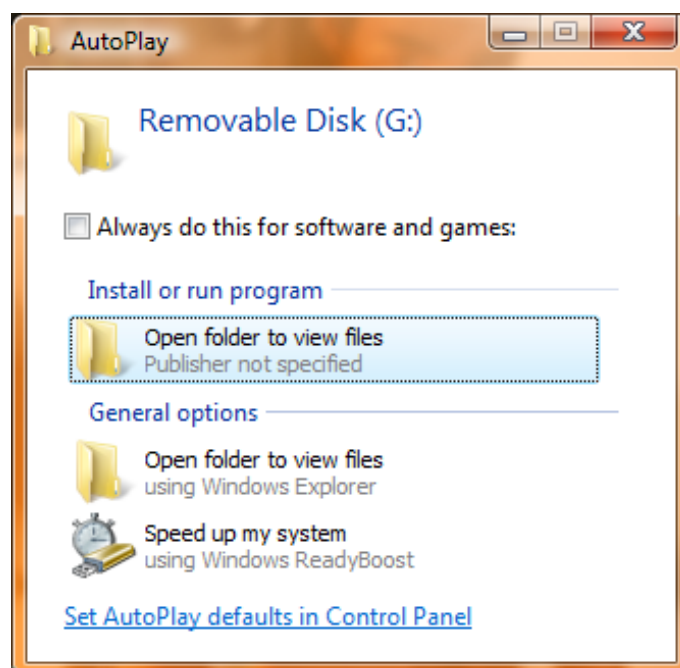 AutoPlay
Removable Disk (G:)
Always do this for software and games:
Install or run program
Open folder to view files
Publisher not specified
General options
Open folder to view files
using Windows Explorer
Speed up my system
using Windows ReadyBoost
Set AutoPlay defaults in Control Panel